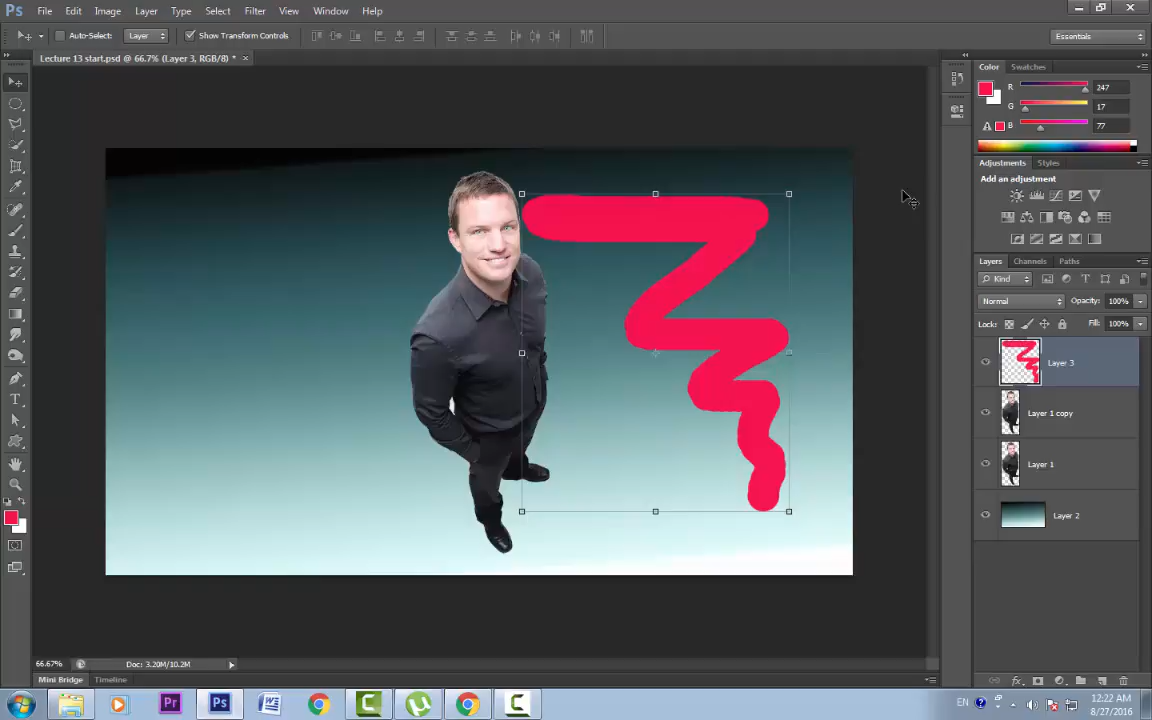 Ps File Edit Image Layer Type Select Filter View Window Help
Auto-Select: Layer Show Transform Controls Essentials
Lecture 13 start.psd @ 66.7% (Layer 3, RGB/8) * ×
Color Swatches
R 247
G 17
B 77
Adjustments Styles
Add an adjustment
Layers Channels Paths
Kind
Normal Opacity: 100%
Lock: Fill: 100%
Layer 3
Layer 1 copy
Layer 1
Layer 2
66.67% Doc: 3.20M/10.2M
Mini Bridge Timeline
Pr Ps
EN 12:22 AM
8/27/2016